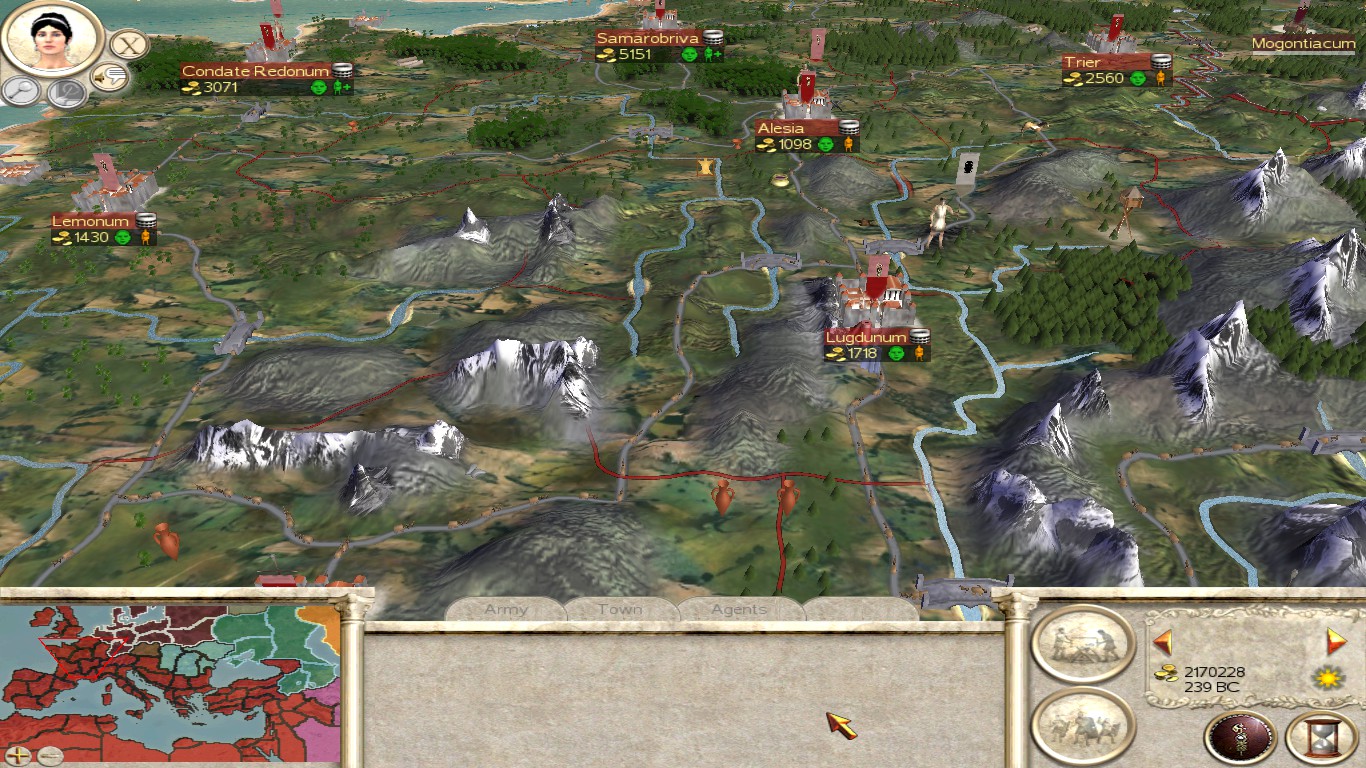 Samarobriva
5151
Mogontiacum
Condate Redonum
3071
Trier
2560
Alesia
1098
Lemonum
1430
Lugdunum
1718
Army
Town
Agents
2170228
239 BC